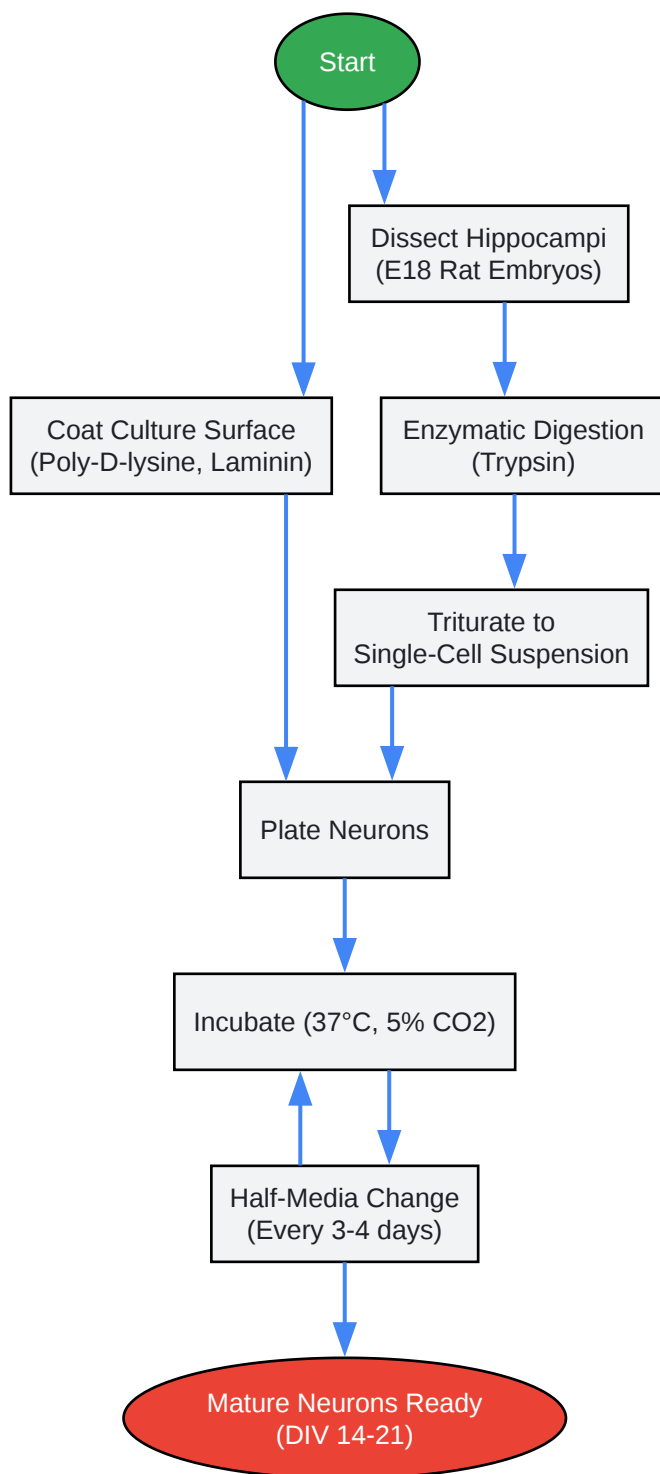 Start
Dissect Hippocampi
(E18 Rat Embryos)
Coat Culture Surface
(Poly-D-lysine, Laminin)
Enzymatic Digestion
(Trypsin)
Triturate to
Single-Cell Suspension
Plate Neurons
Incubate (37°C, 5% CO2)
Half-Media Change
(Every 3-4 days)
Mature Neurons Ready
(DIV 14-21)